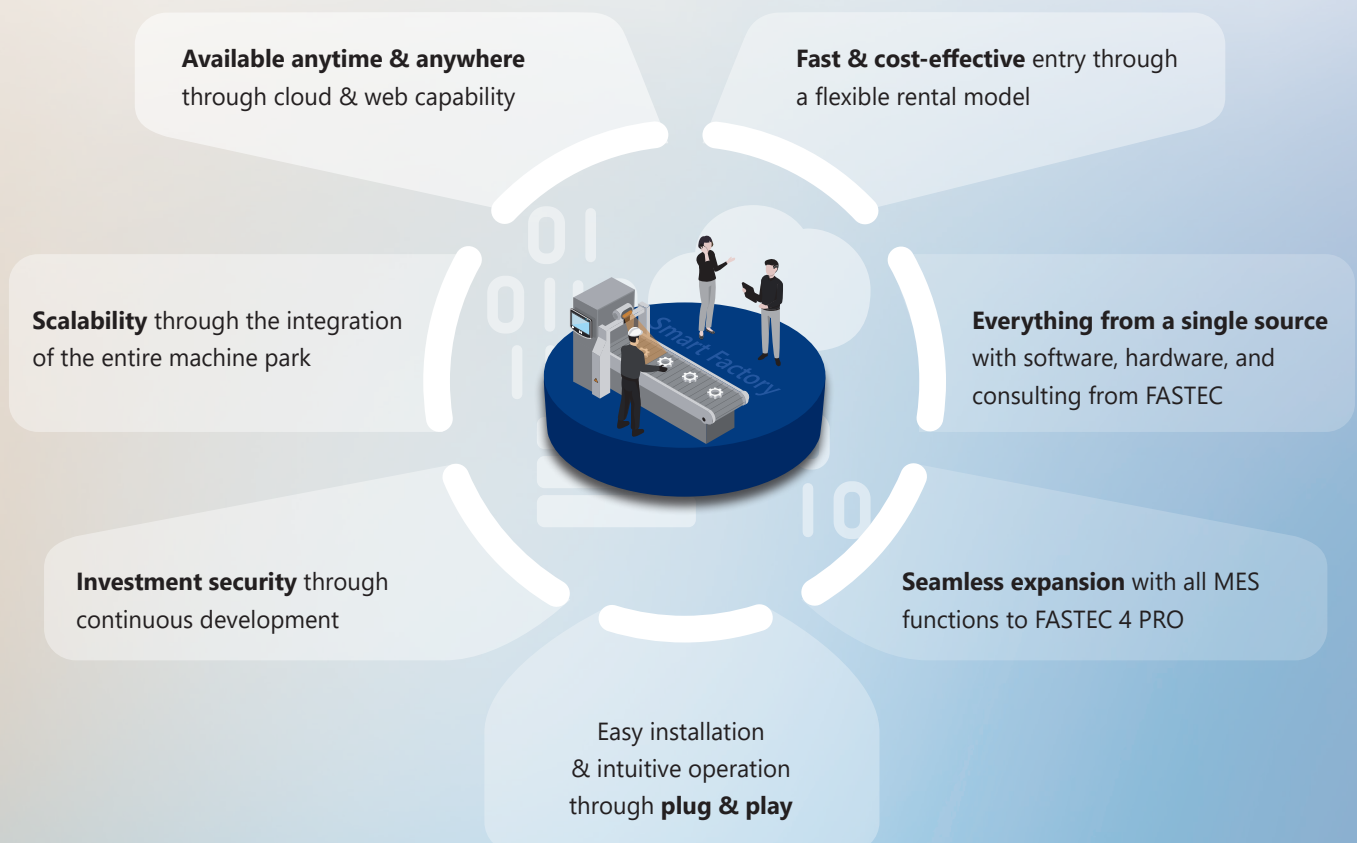 Available anytime & anywhere
through cloud & web capability
Fast & cost-effective entry through
a flexible rental model
Scalability through the integration
of the entire machine park
Smart Factory
Everything from a single source
with software, hardware, and
consulting from FASTEC
Investment security through
continuous development
Seamless expansion with all MES
functions to FASTEC 4 PRO
Easy installation
& intuitive operation
through plug & play
01
10